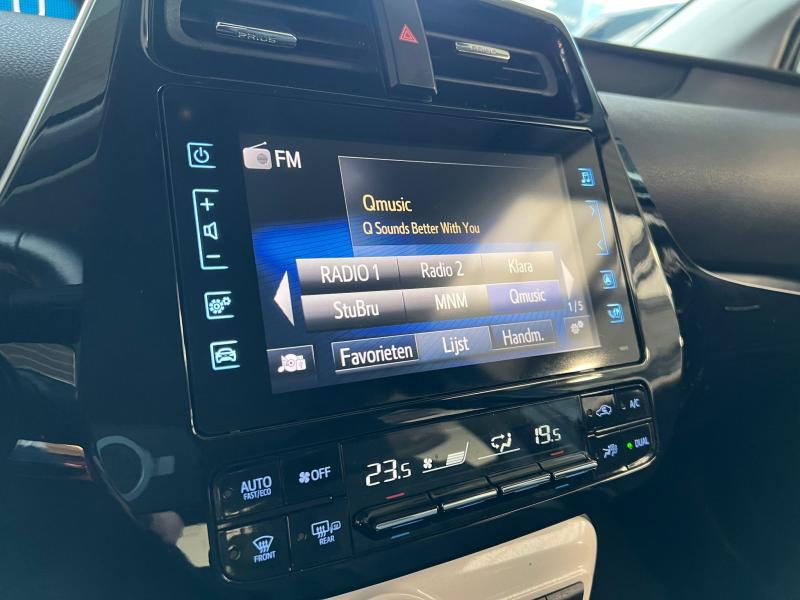 PRIUS
PRIUS
FM
Qmusic
Q Sounds Better With You
RADIO 1
Radio 2
Klara
StuBru
MNM
Qmusic
1/5
Favorieten
Lijst
Handm.
23.5
19.5
A/C
DUAL
AUTO
FAST/ECO
OFF
FRONT
REAR